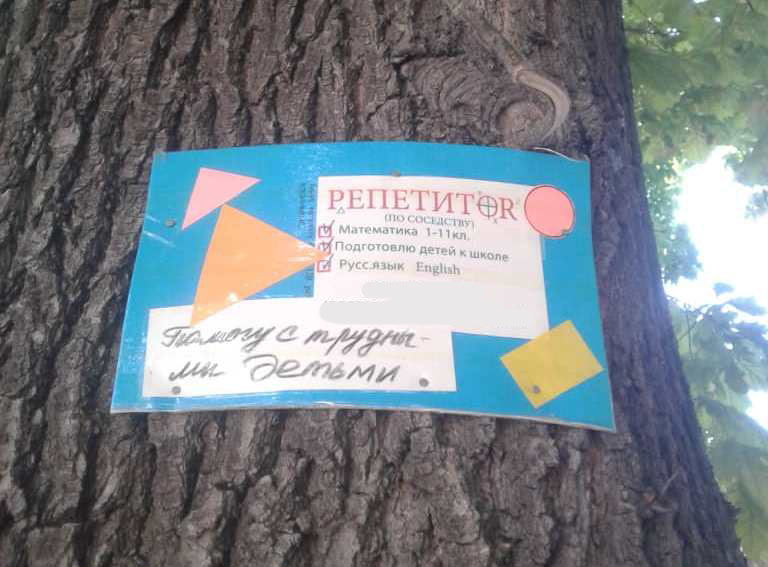 РЕПЕТИТОR
(ПО СОСЕДСТВУ)
Математика 1-11кл.
Подготовлю детей к школе
Русс.язык English
Помогу с трудны-
ми детьми